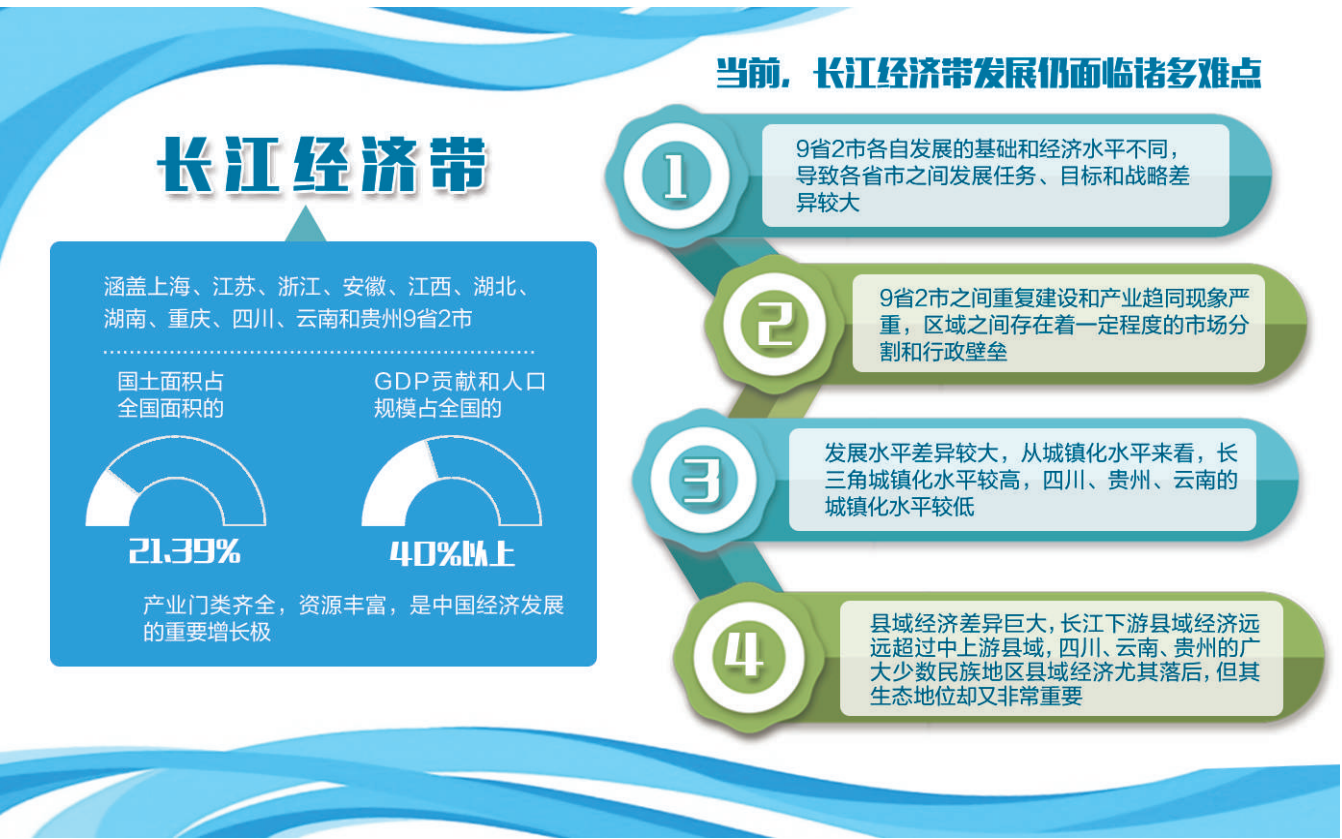 长江经济带
涵盖上海、江苏、浙江、安徽、江西、湖北、
湖南、重庆、四川、云南和贵州9省2市
国土面积占
全国面积的
21.39%
GDP贡献和人口
规模占全国的
40%以上
产业门类齐全，资源丰富，是中国经济发展
的重要增长极
当前，长江经济带发展仍面临诸多难点
1
9省2市各自发展的基础和经济水平不同，
导致各省市之间发展任务、目标和战略差
异较大
2
9省2市之间重复建设和产业趋同现象严
重，区域之间存在着一定程度的市场分
割和行政壁垒
3
发展水平差异较大，从城镇化水平来看，长
三角城镇化水平较高，四川、贵州、云南的
城镇化水平较低
4
县域经济差异巨大，长江下游县域经济远
远超过中上游县域，四川、云南、贵州的广
大少数民族地区县域经济尤其落后，但其
生态地位却又非常重要